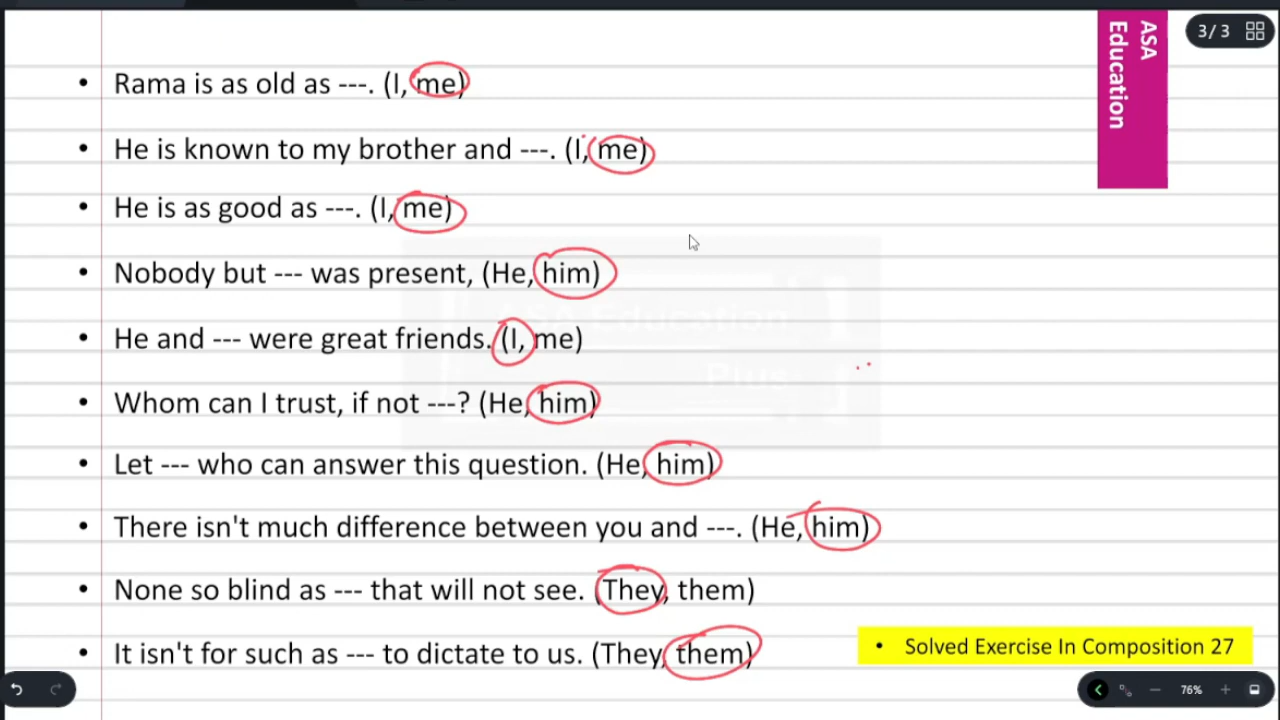 ASA
Education
3/3
• Rama is as old as ---. (I, me)
• He is known to my brother and ---. (I, me)
• He is as good as ---. (I, me)
• Nobody but --- was present, (He, him)
• He and --- were great friends. (I, me)
• Whom can I trust, if not ---? (He, him)
• Let --- who can answer this question. (He, him)
• There isn't much difference between you and ---. (He, him)
• None so blind as --- that will not see. (They, them)
• It isn't for such as --- to dictate to us. (They, them)
ASA Education
Plus
• Solved Exercise In Composition 27
76%